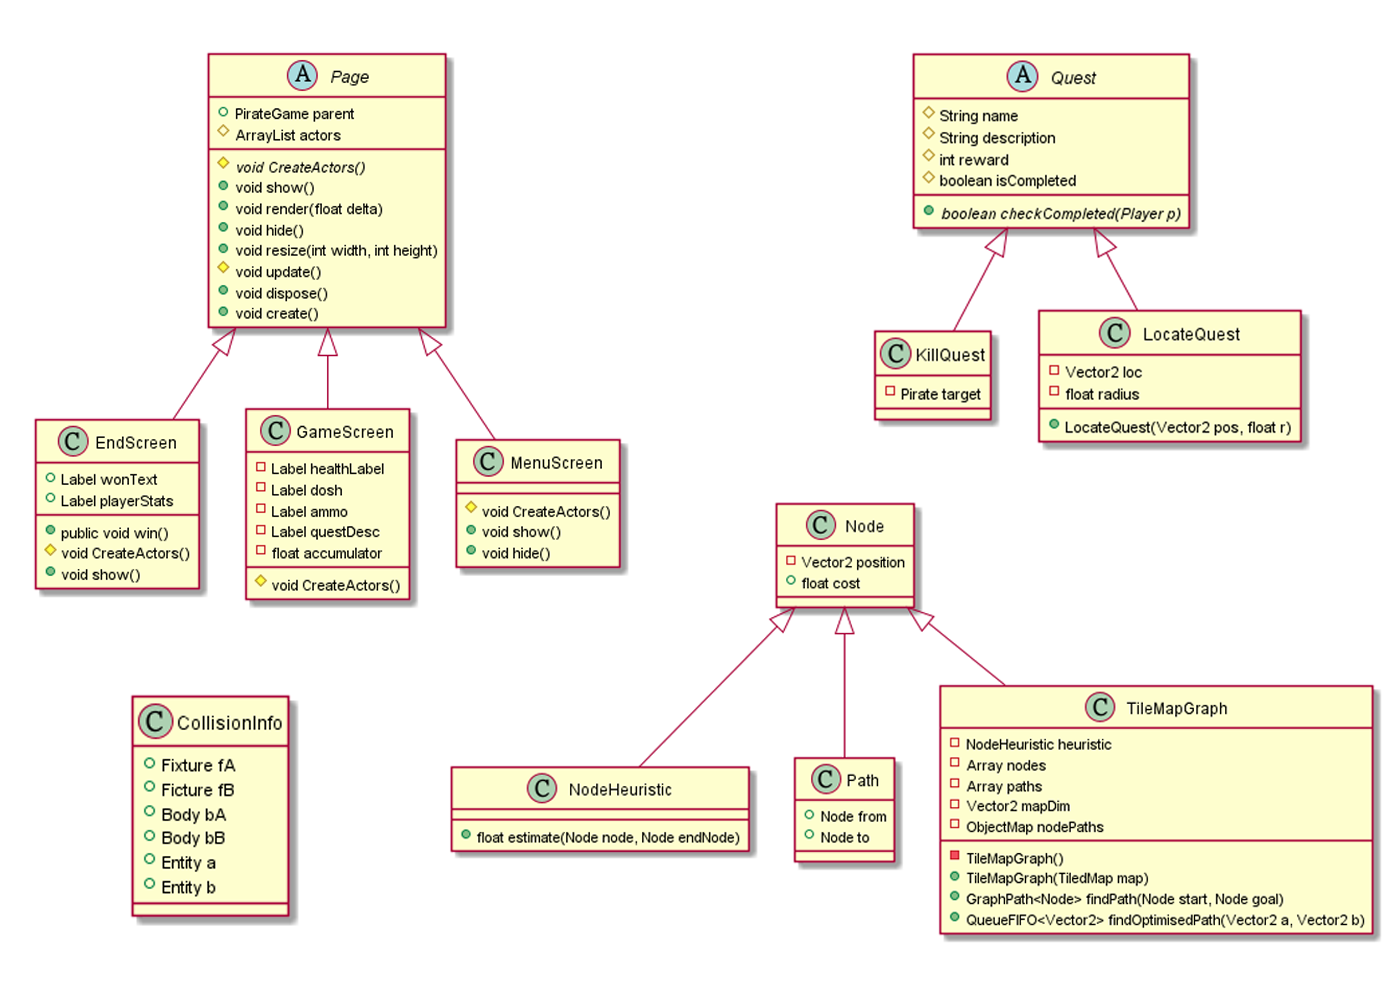 A Page
PirateGame parent
ArrayList actors
void CreateActors()
void show()
void render(float delta)
void hide()
void resize(int width, int height)
void update()
void dispose()
void create()
A Quest
String name
String description
int reward
boolean isCompleted
boolean checkCompleted(Player p)
C EndScreen
Label wonText
Label playerStats
public void win()
void CreateActors()
void show()
C GameScreen
Label healthLabel
Label dosh
Label ammo
Label questDesc
float accumulator
void CreateActors()
C MenuScreen
void CreateActors()
void show()
void hide()
C KillQuest
Pirate target
C LocateQuest
Vector2 loc
float radius
LocateQuest(Vector2 pos, float r)
C Node
Vector2 position
float cost
C CollisionInfo
Fixture fA
Ficture fB
Body bA
Body bB
Entity a
Entity b
C NodeHeuristic
float estimate(Node node, Node endNode)
C Path
Node from
Node to
C TileMapGraph
NodeHeuristic heuristic
Array nodes
Array paths
Vector2 mapDim
ObjectMap nodePaths
TileMapGraph()
TileMapGraph(TiledMap map)
GraphPath<Node> findPath(Node start, Node goal)
QueueFIFO<Vector2> findOptimisedPath(Vector2 a, Vector2 b)